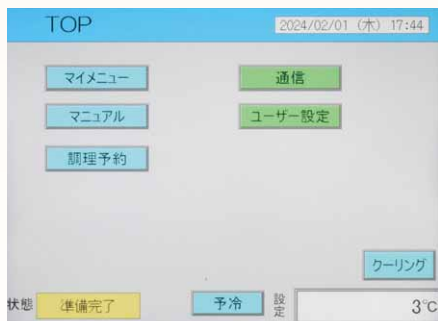 TOP 2024/02/01 (木) 17:44
マイメニュー 通信
マニュアル ユーザー設定
調理予約
クーリング
状態 準備完了 予冷 設定 3℃